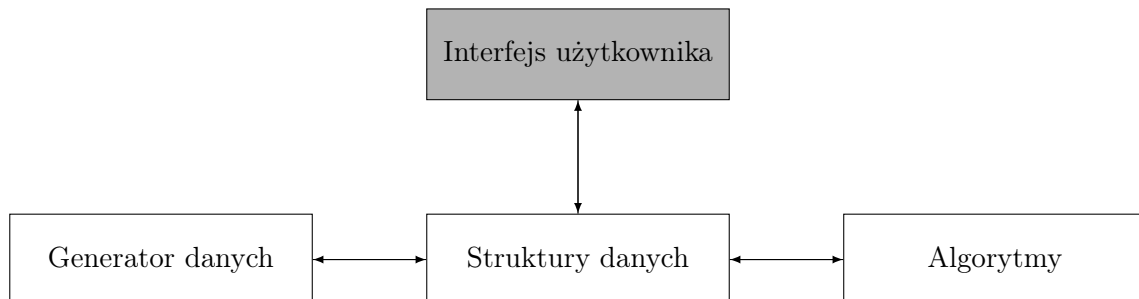 Interfejs użytkownika
Generator danych
Struktury danych
Algorytmy